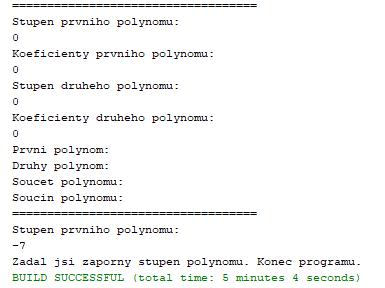 ===================================
Stupen prvniho polynomu:
0
Koeficienty prvniho polynomu:
0
Stupen druheho polynomu:
0
Koeficienty druheho polynomu:
0
Prvni polynom:
Druhy polynom:
Soucet polynomu:
Soucin polynomu:
===================================
Stupen prvniho polynomu:
-7
Zadal jsi zaporny stupen polynomu. Konec programu.
BUILD SUCCESSFUL (total time: 5 minutes 4 seconds)